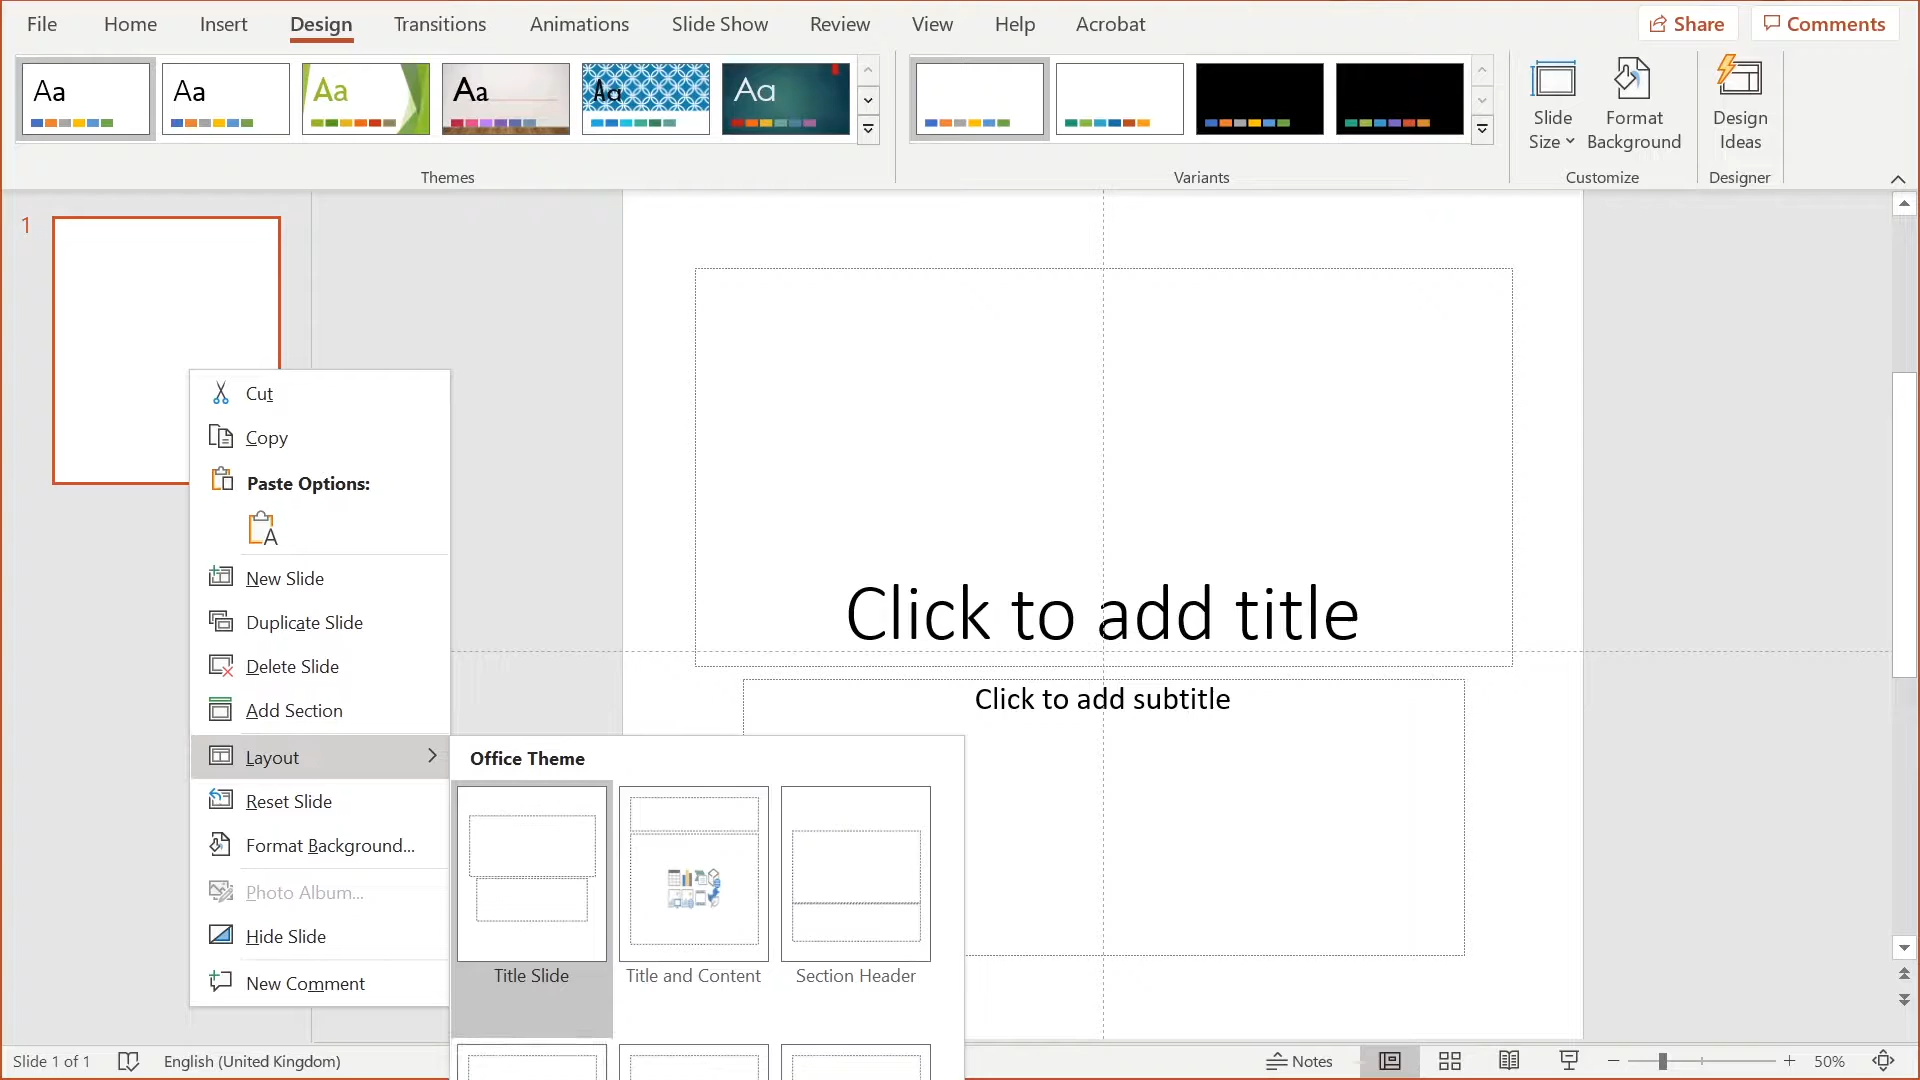 File Home Insert Design Transitions Animations Slide Show Review View Help Acrobat Share Comments
Aa Aa Aa Aa Aa Aa
Slide Size
Format Background
Design Ideas
Themes Variants Customize Designer
1
Cut
Copy
Paste Options:
A
New Slide
Duplicate Slide
Delete Slide
Add Section
Layout
Reset Slide
Format Background...
Photo Album...
Hide Slide
New Comment
Click to add title
Click to add subtitle
Office Theme
Title Slide Title and Content Section Header
Slide 1 of 1 English (United Kingdom) Notes 50%